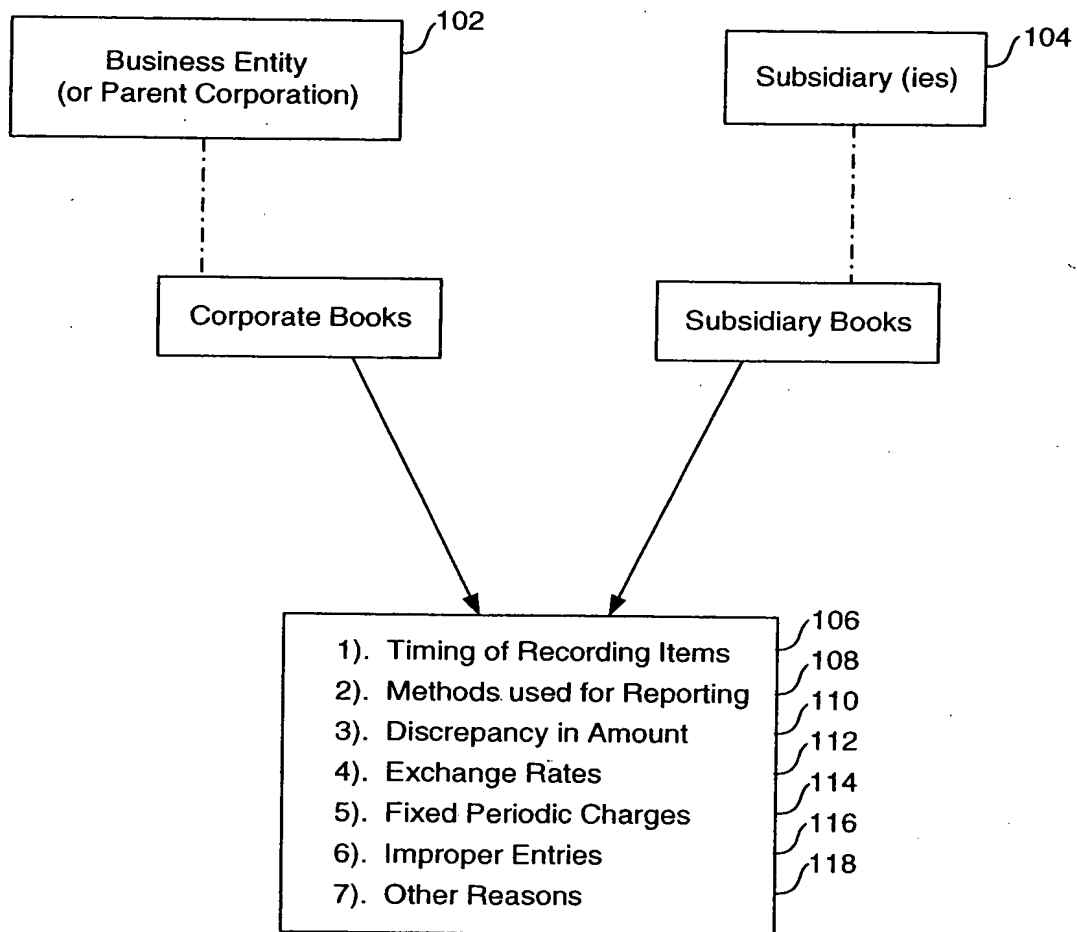 102
Business Entity
(or Parent Corporation)
104
Subsidiary (ies)
Corporate Books
Subsidiary Books
1). Timing of Recording Items 106
2). Methods used for Reporting 108
3). Discrepancy in Amount 110
4). Exchange Rates 112
5). Fixed Periodic Charges 114
6). Improper Entries 116
7). Other Reasons 118